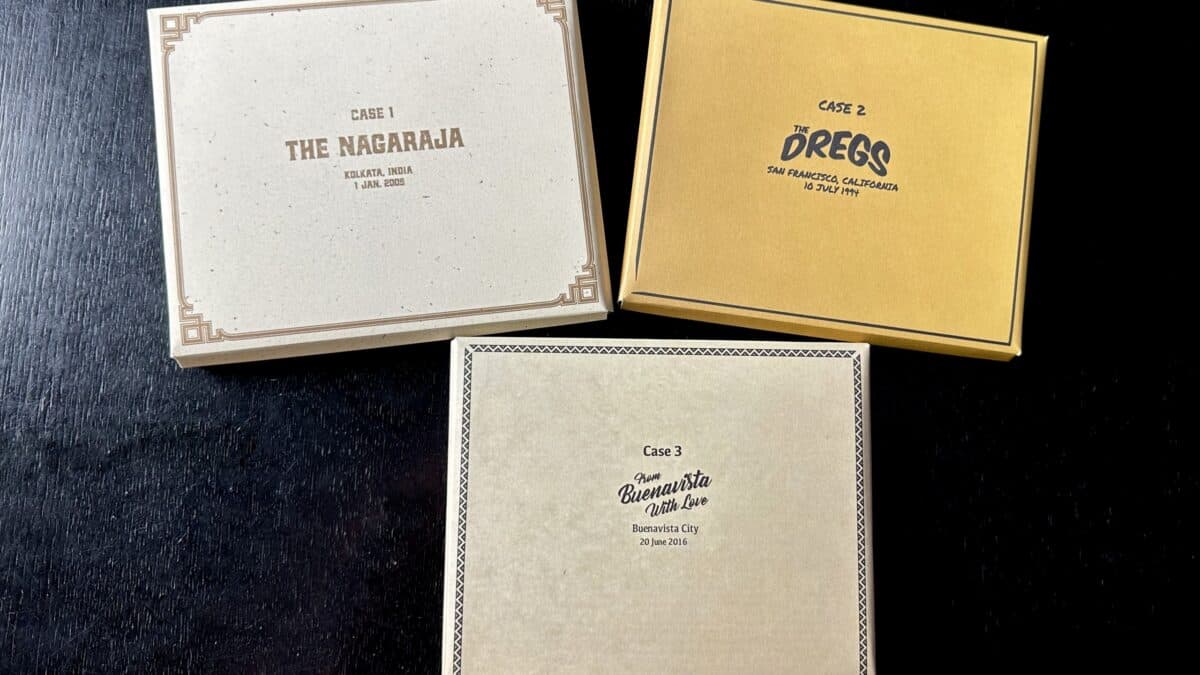 CASE 1
THE NAGARAJA
KOLKATA, INDIA
1 JAN. 2005
CASE 2
THE
DREGS
SAN FRANCISCO, CALIFORNIA
10 JULY 1994
Case 3
From
Buenavista
With Love
Buenavista City
20 June 2016